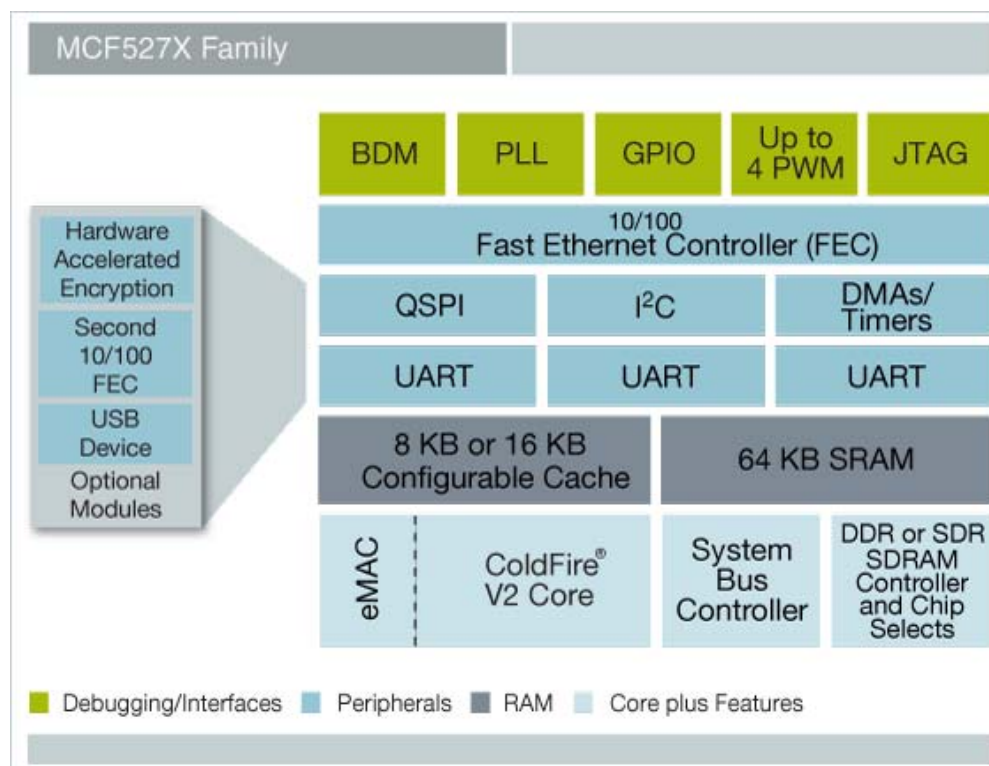 MCF527X Family
BDM
PLL
GPIO
Up to
4 PWM
JTAG
10/100
Fast Ethernet Controller (FEC)
Hardware
Accelerated
Encryption
Second
10/100
FEC
USB
Device
Optional
Modules
QSPI
I²C
DMAs/
Timers
UART
UART
UART
8 KB or 16 KB
Configurable Cache
64 KB SRAM
eMAC
ColdFire®
V2 Core
System
Bus
Controller
DDR or SDR
SDRAM
Controller
and Chip
Selects
Debugging/Interfaces
Peripherals
RAM
Core plus Features